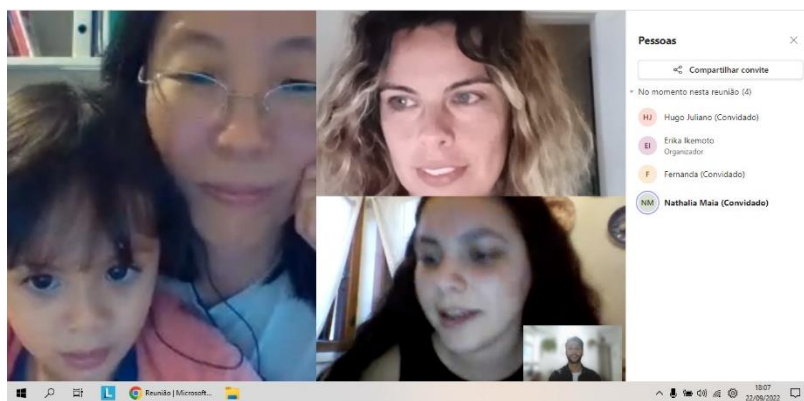 Pessoas
Compartilhar convite
No momento nesta reunião (4)
HJ Hugo Juliano (Convidado)
EI Erika Ikemoto
Organizador
F Fernanda (Convidado)
NM Nathalia Maia (Convidado)
L Reunião | Microsoft...
18:07
22/09/2022